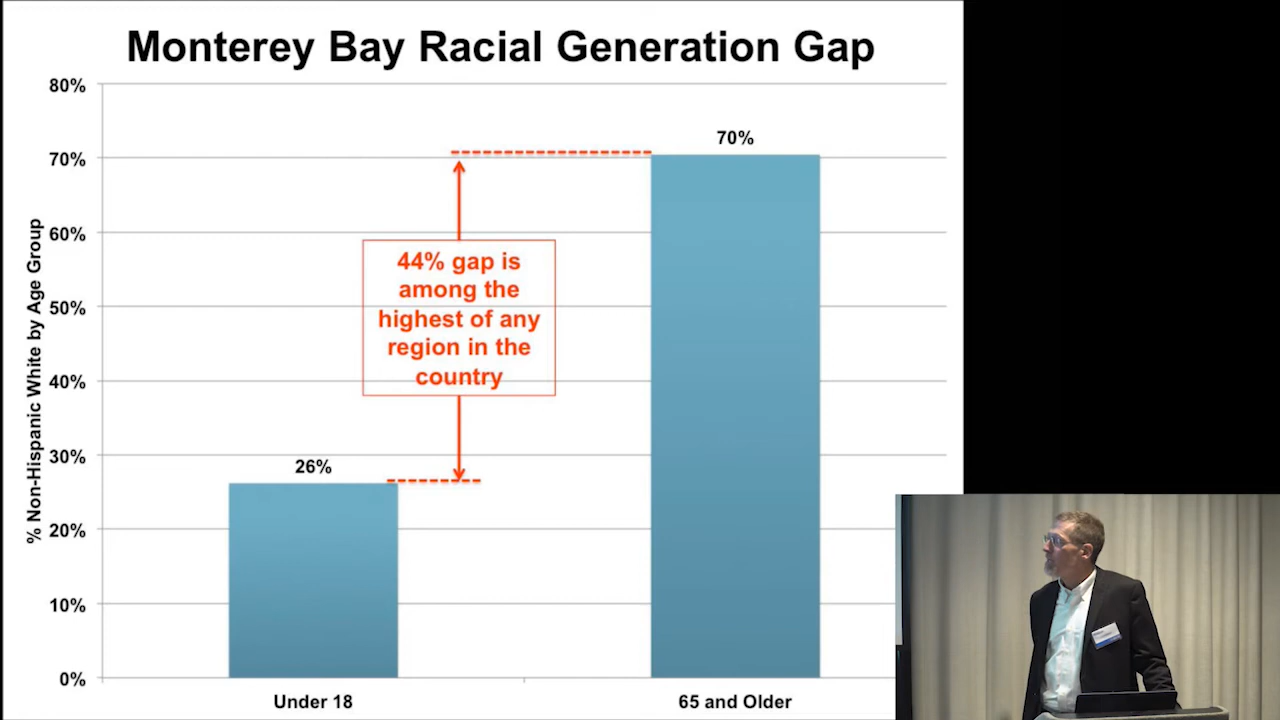 Monterey Bay Racial Generation Gap
% Non-Hispanic White by Age Group
80%
70%
60%
50%
40%
30%
20%
10%
0%
26%
70%
44% gap is
among the
highest of any
region in the
country
Under 18
65 and Older